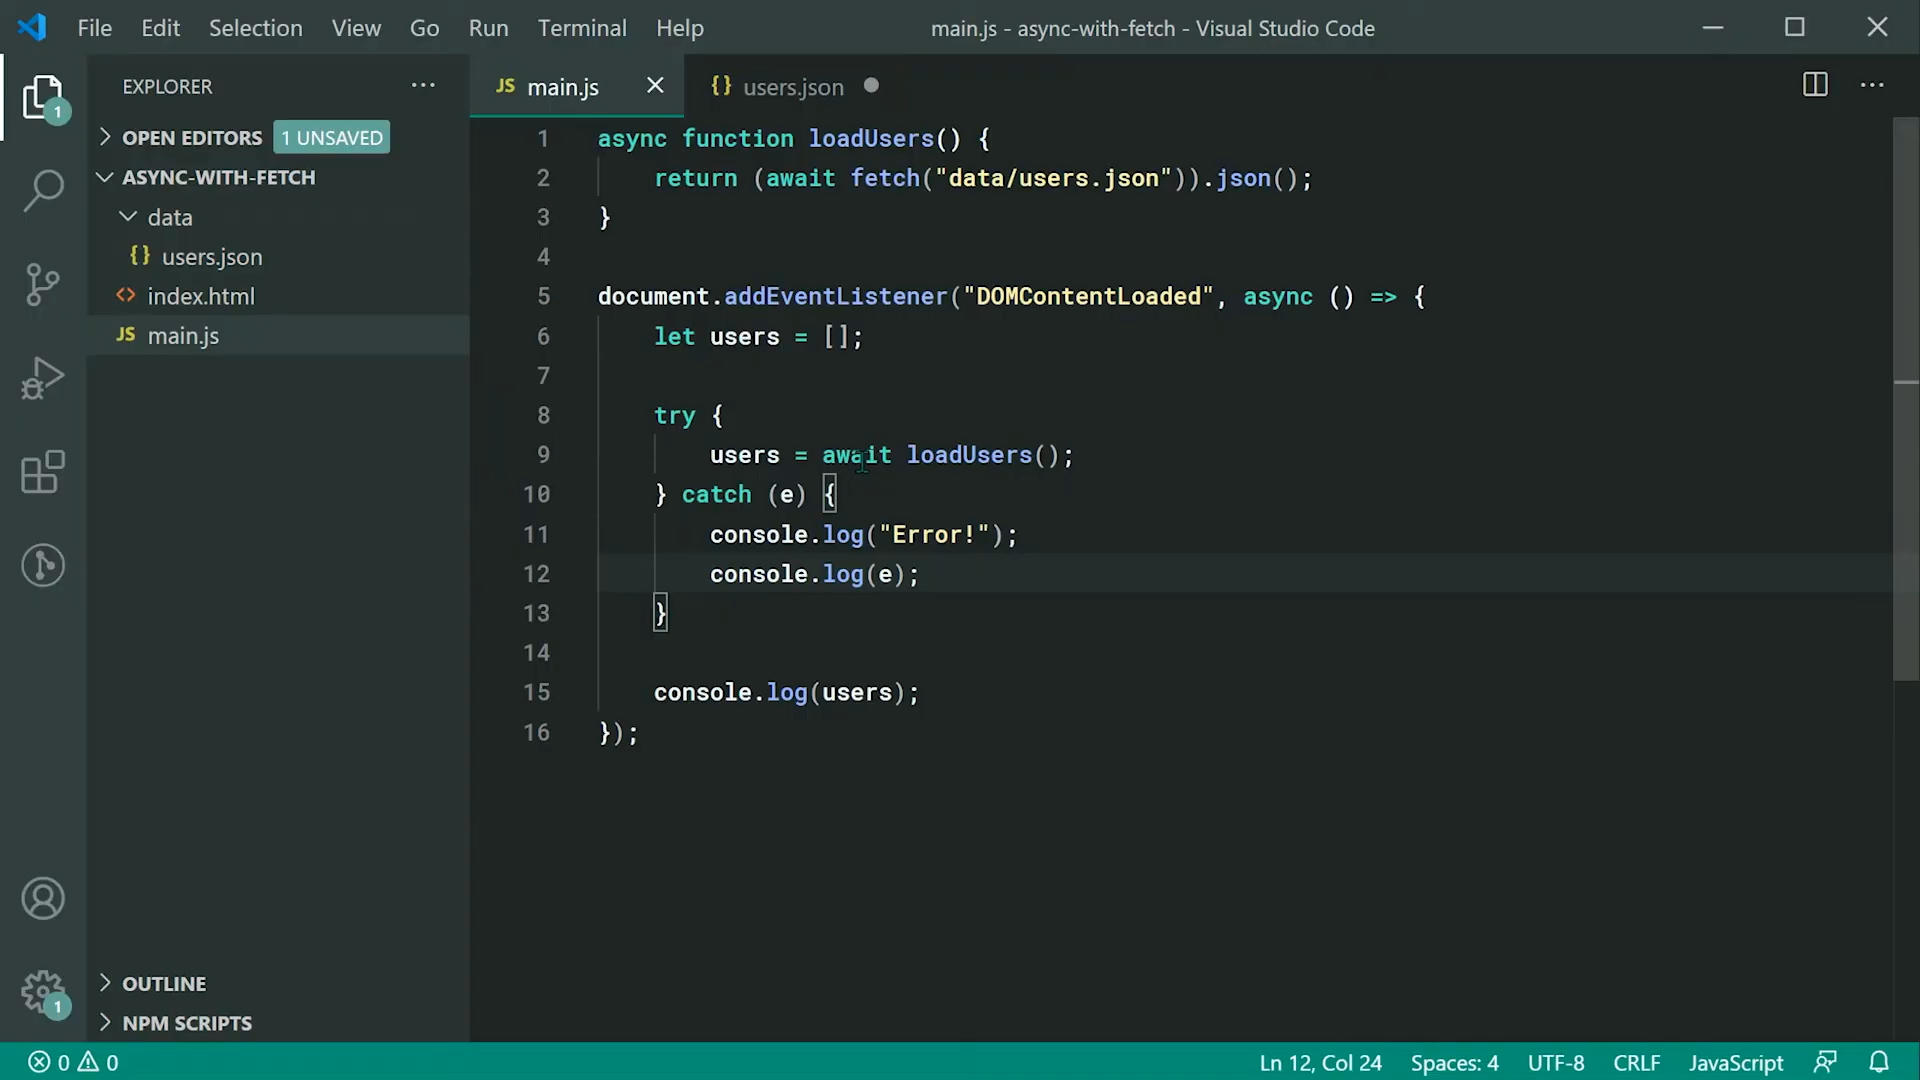 File Edit Selection View Go Run Terminal Help main.js - async-with-fetch - Visual Studio Code
EXPLORER
1
OPEN EDITORS 1 UNSAVED
ASYNC-WITH-FETCH
data
{} users.json
<> index.html
JS main.js
OUTLINE
1
NPM SCRIPTS
JS main.js {} users.json
1 async function loadUsers() {
2 return (await fetch("data/users.json")).json();
3 }
4
5 document.addEventListener("DOMContentLoaded", async () => {
6 let users = [];
7
8 try {
9 users = await loadUsers();
10 } catch (e) {
11 console.log("Error!");
12 console.log(e);
13 }
14
15 console.log(users);
16 });
0 0 Ln 12, Col 24 Spaces: 4 UTF-8 CRLF JavaScript